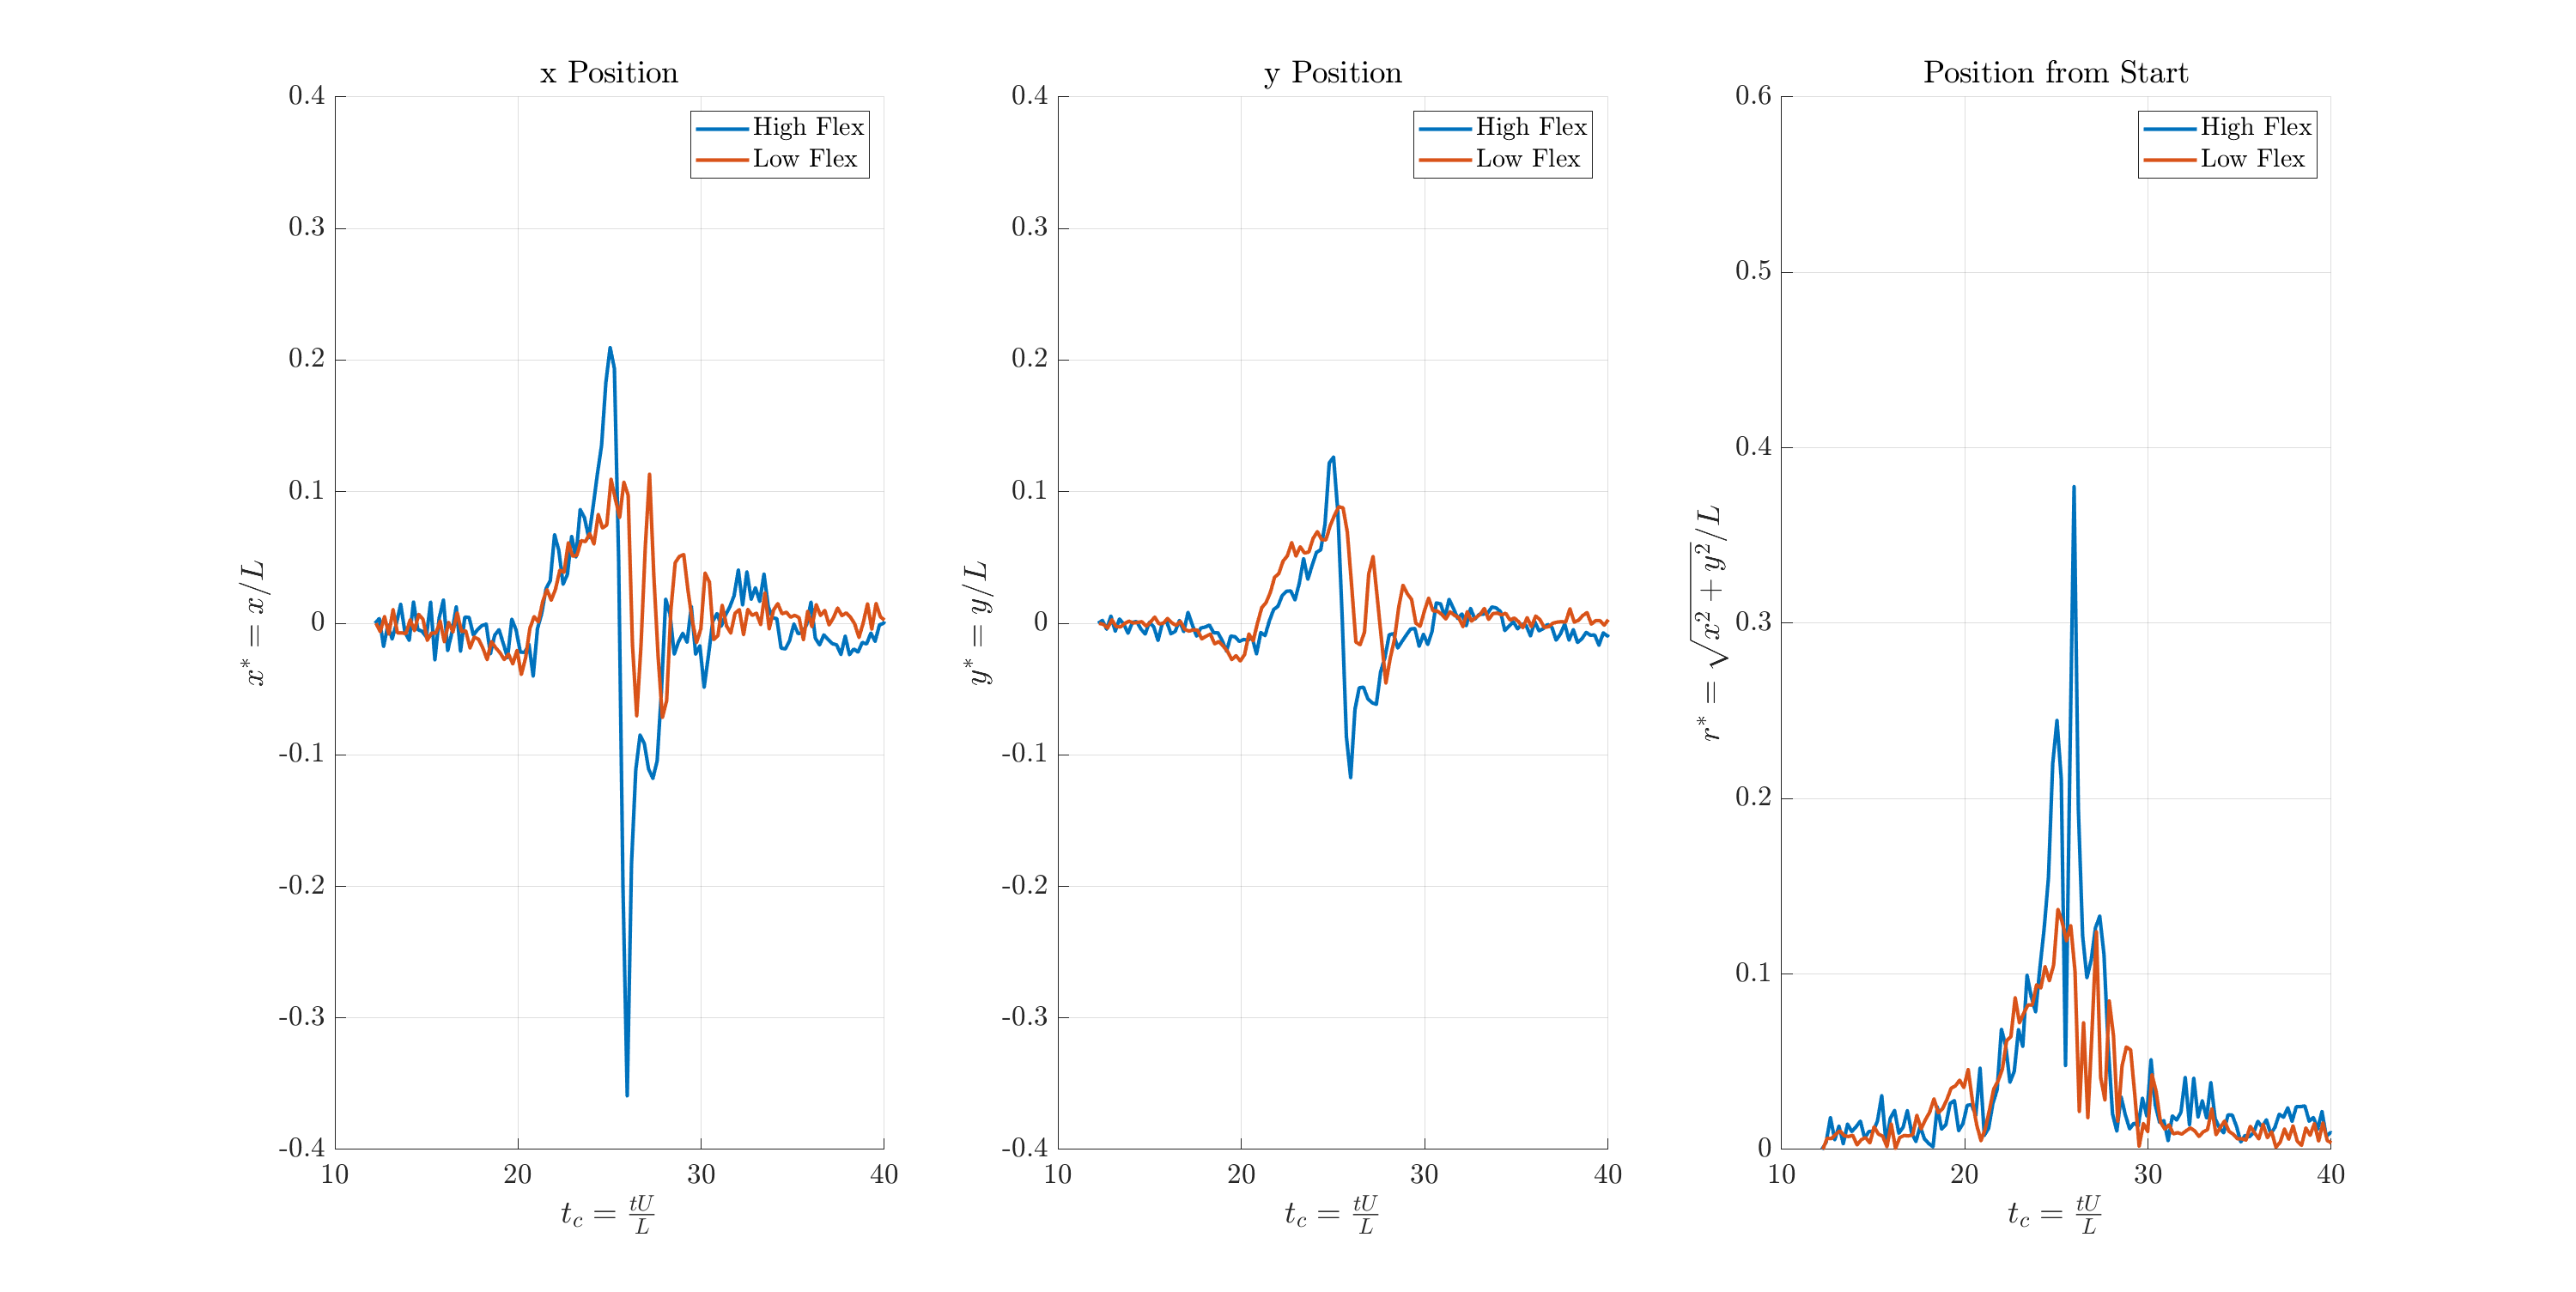 x Position
0.4
0.3
0.2
0.1
0
-0.1
-0.2
-0.3
-0.4
10 20 30 40
x* = x/L
t_c = tU/L
High Flex
Low Flex
y Position
0.4
0.3
0.2
0.1
0
-0.1
-0.2
-0.3
-0.4
10 20 30 40
y* = y/L
t_c = tU/L
High Flex
Low Flex
Position from Start
0.6
0.5
0.4
0.3
0.2
0.1
0
10 20 30 40
r* = √(x² + y²)/L
t_c = tU/L
High Flex
Low Flex